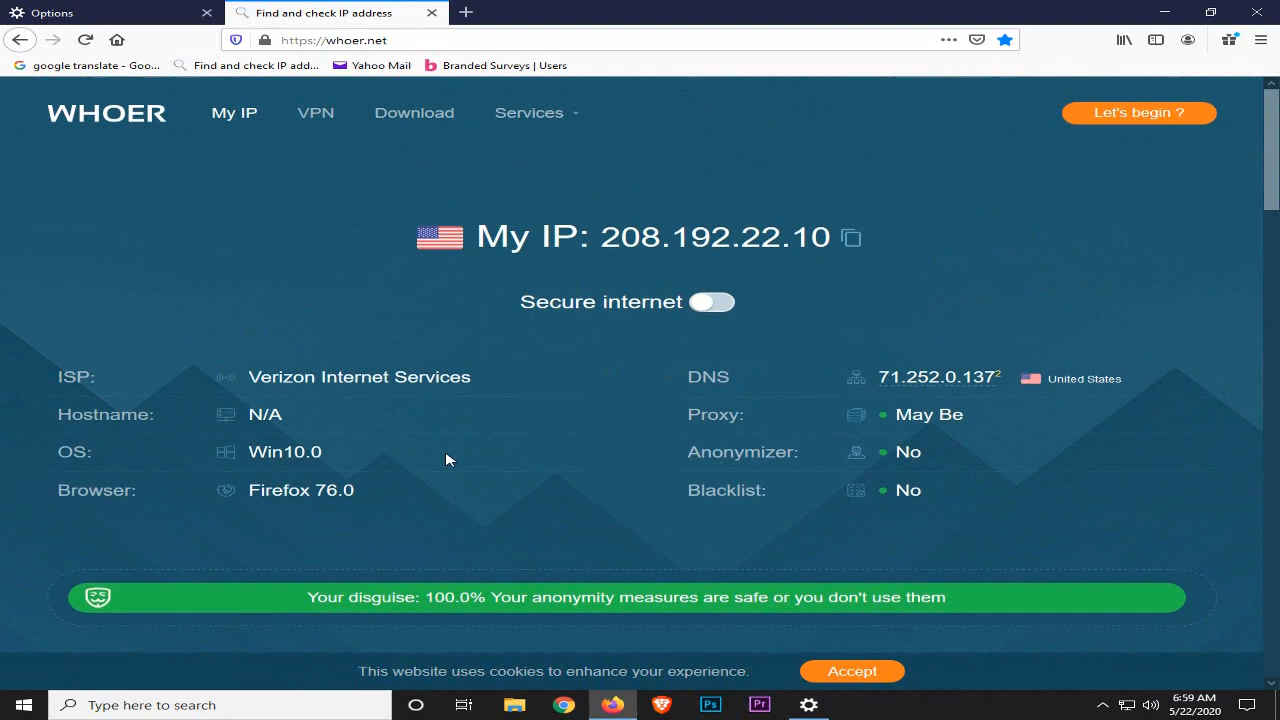 Options
Find and check IP address
https://whoer.net
google translate - Goo...
Find and check IP add...
Yahoo Mail
Branded Surveys | Users
WHOER
My IP
VPN
Download
Services
Let's begin ?
My IP: 208.192.22.10
Secure internet
ISP: Verizon Internet Services
DNS 71.252.0.137² United States
Hostname: N/A
Proxy: May Be
OS: Win10.0
Anonymizer: No
Browser: Firefox 76.0
Blacklist: No
Your disguise: 100.0% Your anonymity measures are safe or you don't use them
This website uses cookies to enhance your experience.
Accept
Type here to search
Ps
Pr
6:59 AM
5/22/2020